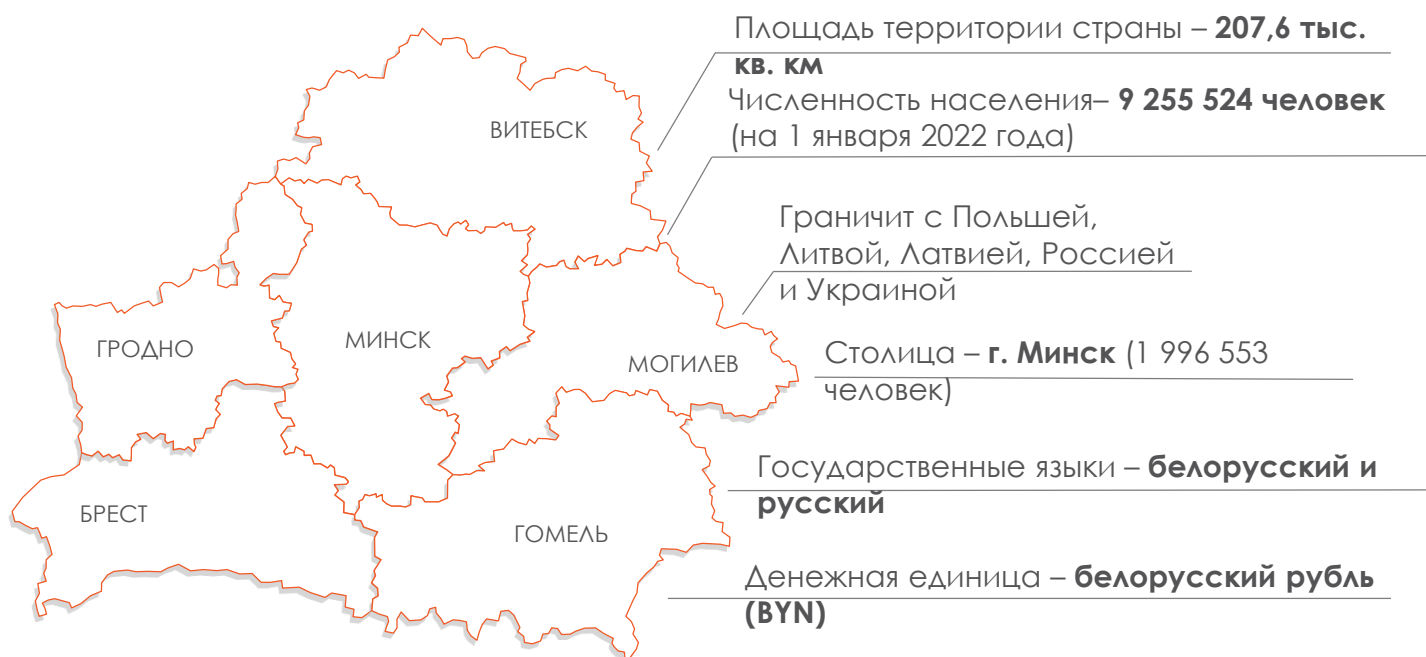 Площадь территории страны – 207,6 тыс.
кв. км
Численность населения– 9 255 524 человек
(на 1 января 2022 года)
ВИТЕБСК
Граничит с Польшей,
Литвой, Латвией, Россией
и Украиной
ГРОДНО
МИНСК
МОГИЛЕВ
Столица – г. Минск (1 996 553
человек)
Государственные языки – белорусский и
русский
БРЕСТ
ГОМЕЛЬ
Денежная единица – белорусский рубль
(BYN)